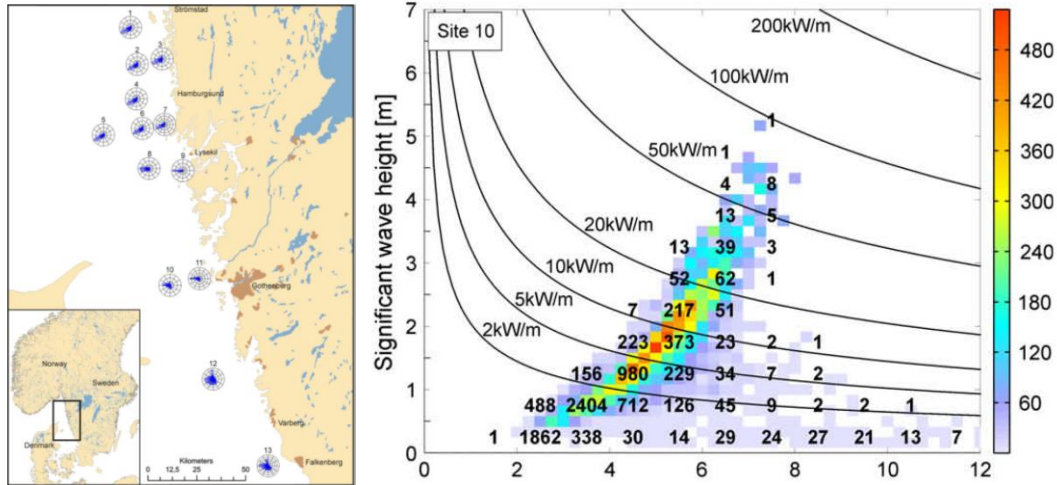 1
Strömstad
2
3
Hamburgsund
4
5
6
7
Lysekil
8
9
10
11
Gothenburg
12
Varberg
13
Falkenberg
Norway
Sweden
Denmark
Kilometers
0 12,5 25 50
Site 10
Significant wave height [m]
7
6
5
4
3
2
1
0
200kW/m
100kW/m
50kW/m
20kW/m
10kW/m
5kW/m
2kW/m
1
1
4 8
13 5
13 39 3
52 62 1
7 217 51
223 373 23 2 1
156 980 229 34 7 2
488 2404 712 126 45 9 2 2 1
1 1862 338 30 14 29 24 27 21 13 7
0 2 4 6 8 10 12
480
420
360
300
240
180
120
60